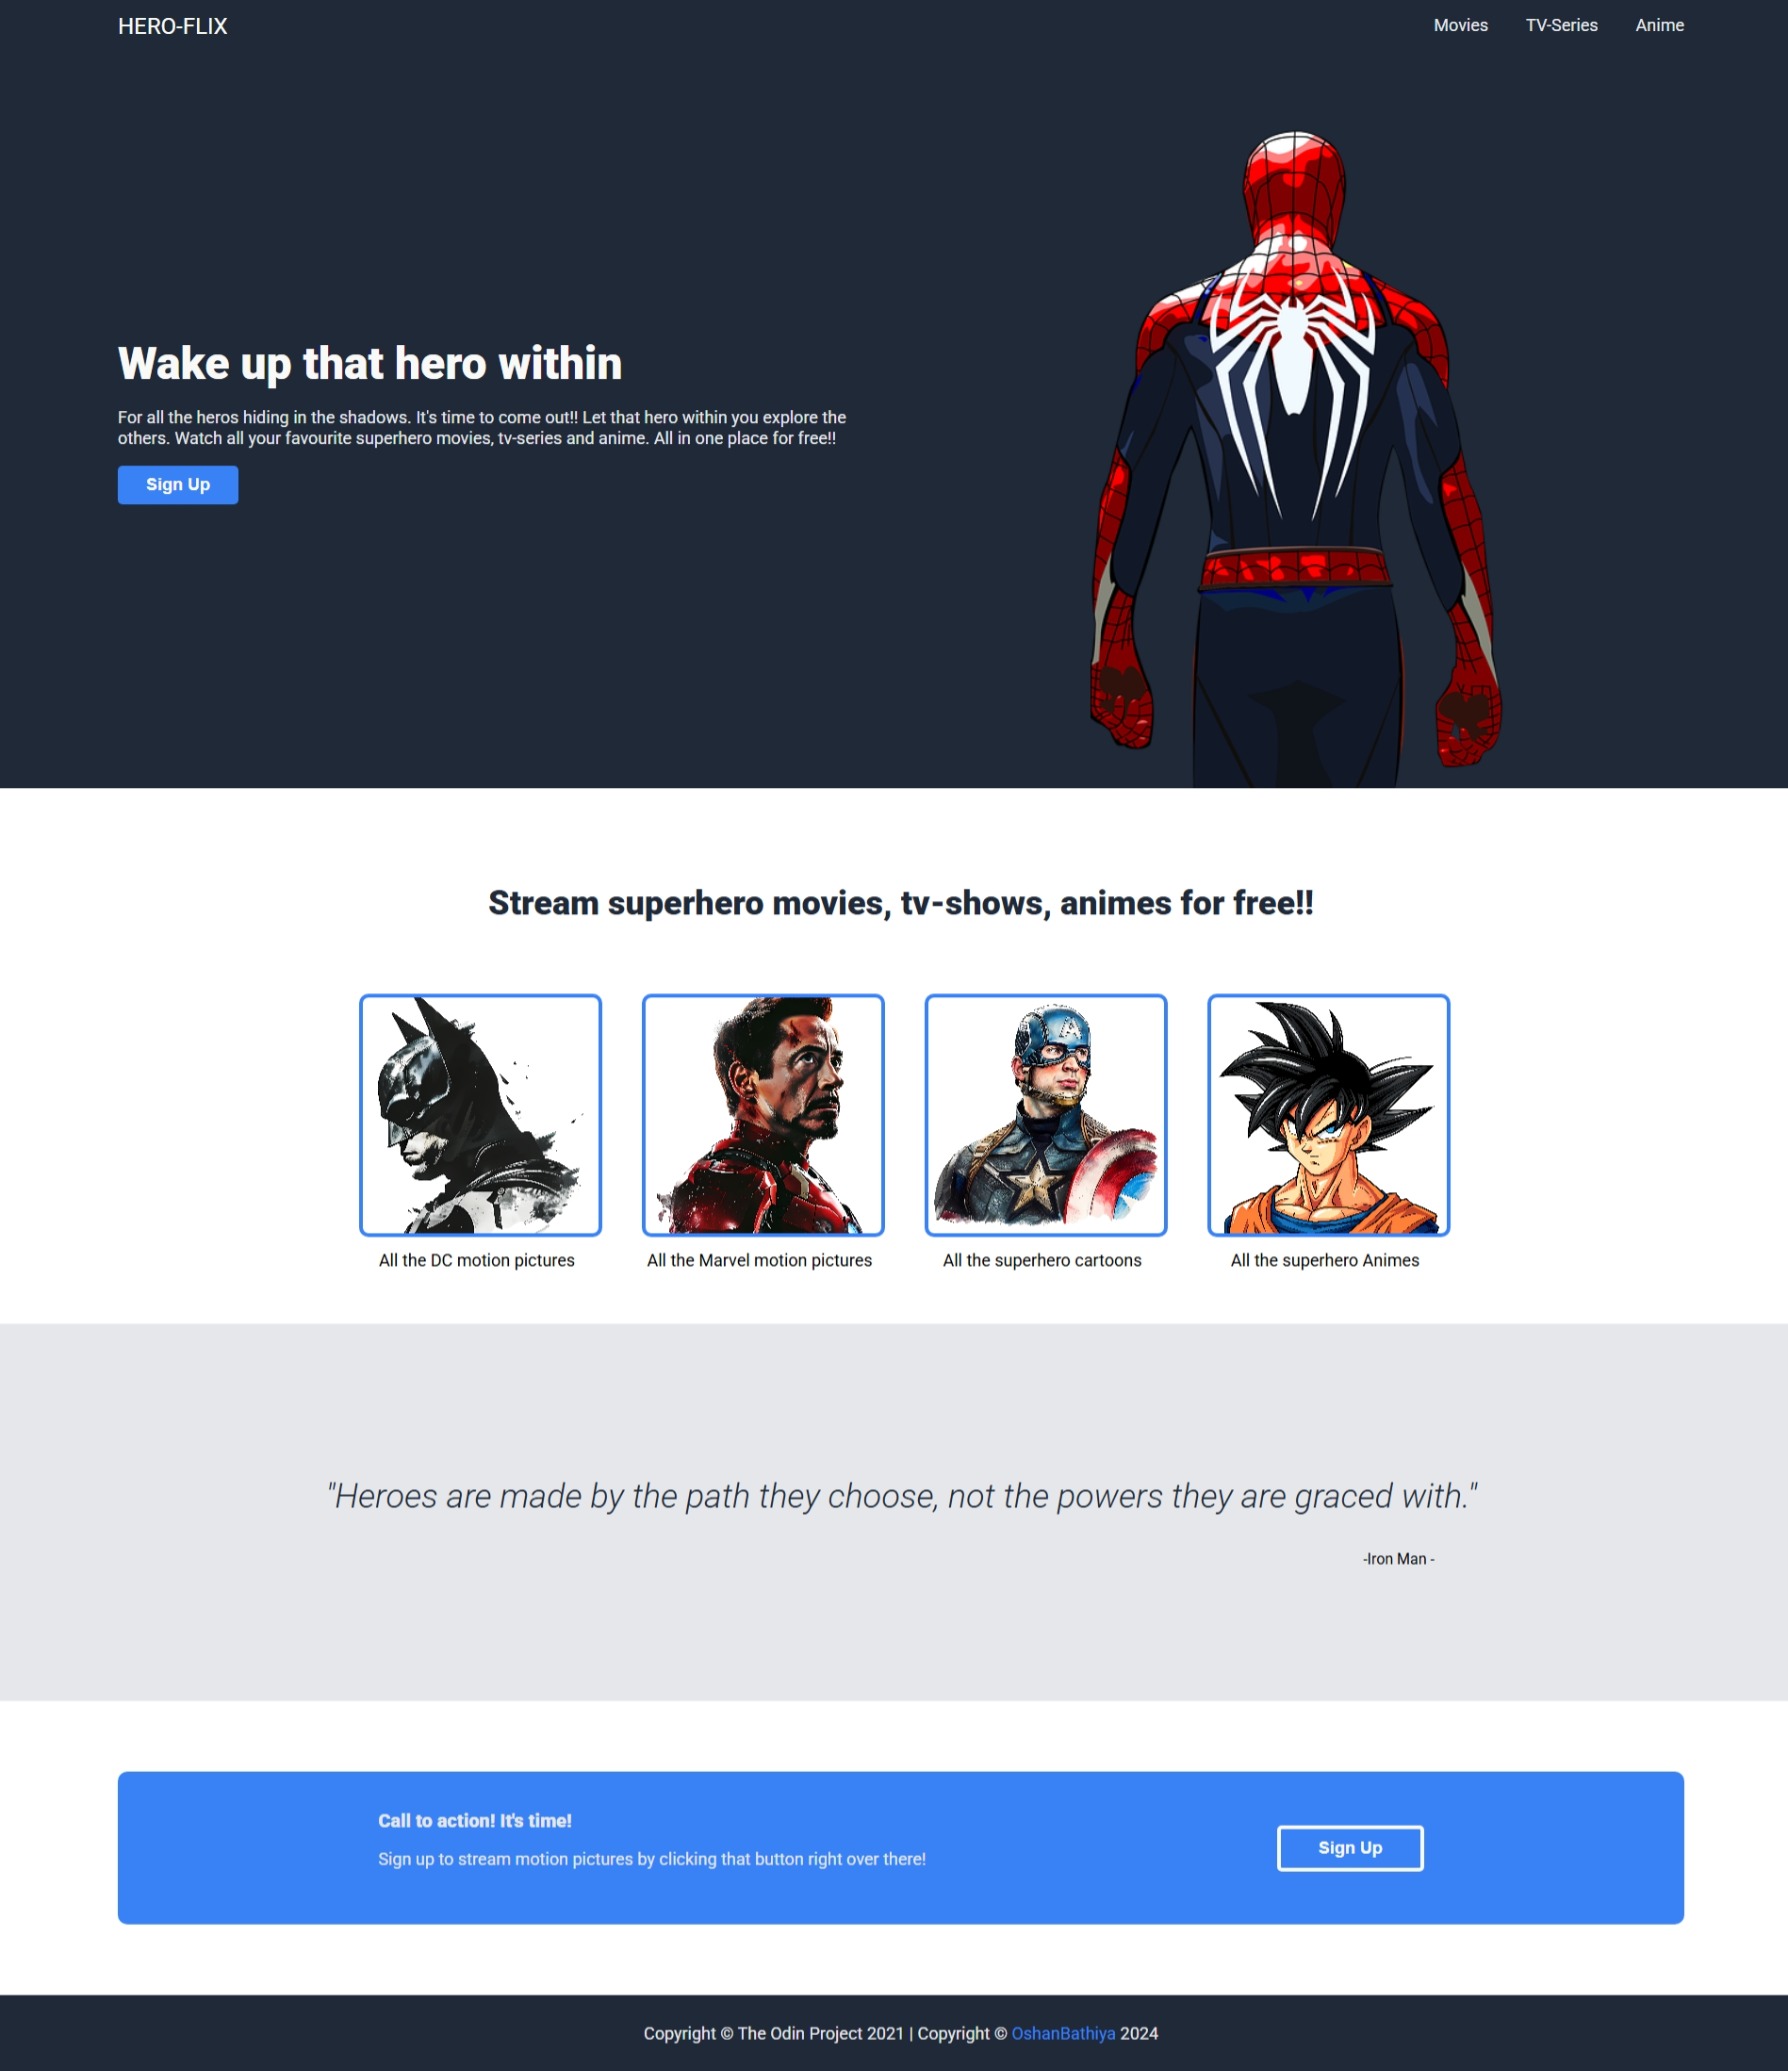 HERO-FLIX
Movies TV-Series Anime
Wake up that hero within
For all the heros hiding in the shadows. It's time to come out!! Let that hero within you explore the
others. Watch all your favourite superhero movies, tv-series and anime. All in one place for free!!
Sign Up
Stream superhero movies, tv-shows, animes for free!!
A
All the DC motion pictures
All the Marvel motion pictures
All the superhero cartoons
All the superhero Animes
"Heroes are made by the path they choose, not the powers they are graced with."
-Iron Man -
Call to action! It's time!
Sign up to stream motion pictures by clicking that button right over there!
Sign Up
Copyright © The Odin Project 2021 | Copyright © OshanBathiya 2024